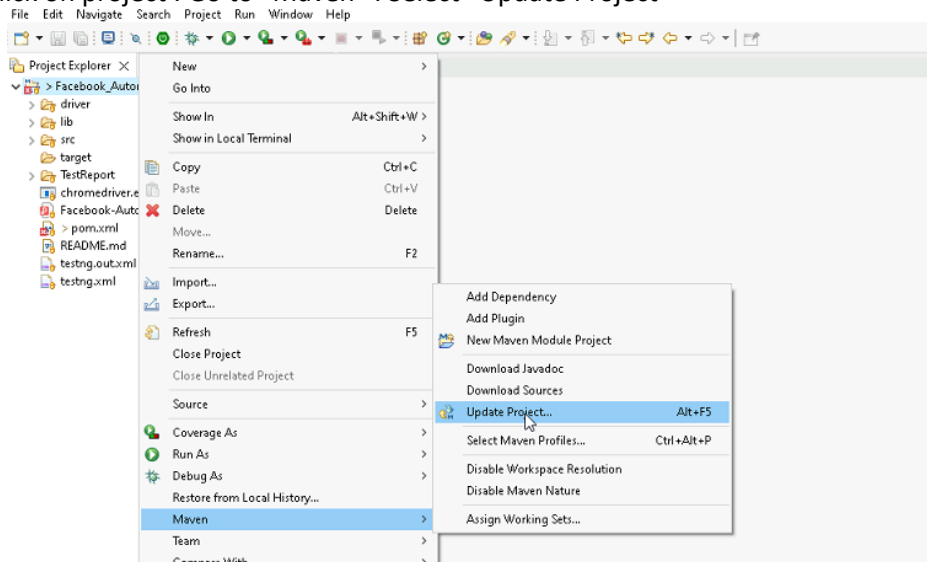 File Edit Navigate Search Project Run Window Help
Project Explorer
> Facebook_Autor
driver
lib
src
target
TestReport
chromedriver.e
Facebook-Autc
> pom.xml
README.md
testng.out.xml
testng.xml
New
Go Into
Show In Alt+Shift+W >
Show in Local Terminal
Copy Ctrl+C
Paste Ctrl+V
Delete Delete
Move...
Rename... F2
Import...
Export...
Refresh F5
Close Project
Close Unrelated Project
Source
Coverage As
Run As
Debug As
Restore from Local History...
Maven
Team
Add Dependency
Add Plugin
New Maven Module Project
Download Javadoc
Download Sources
Update Project... Alt+F5
Select Maven Profiles... Ctrl+Alt+P
Disable Workspace Resolution
Disable Maven Nature
Assign Working Sets...